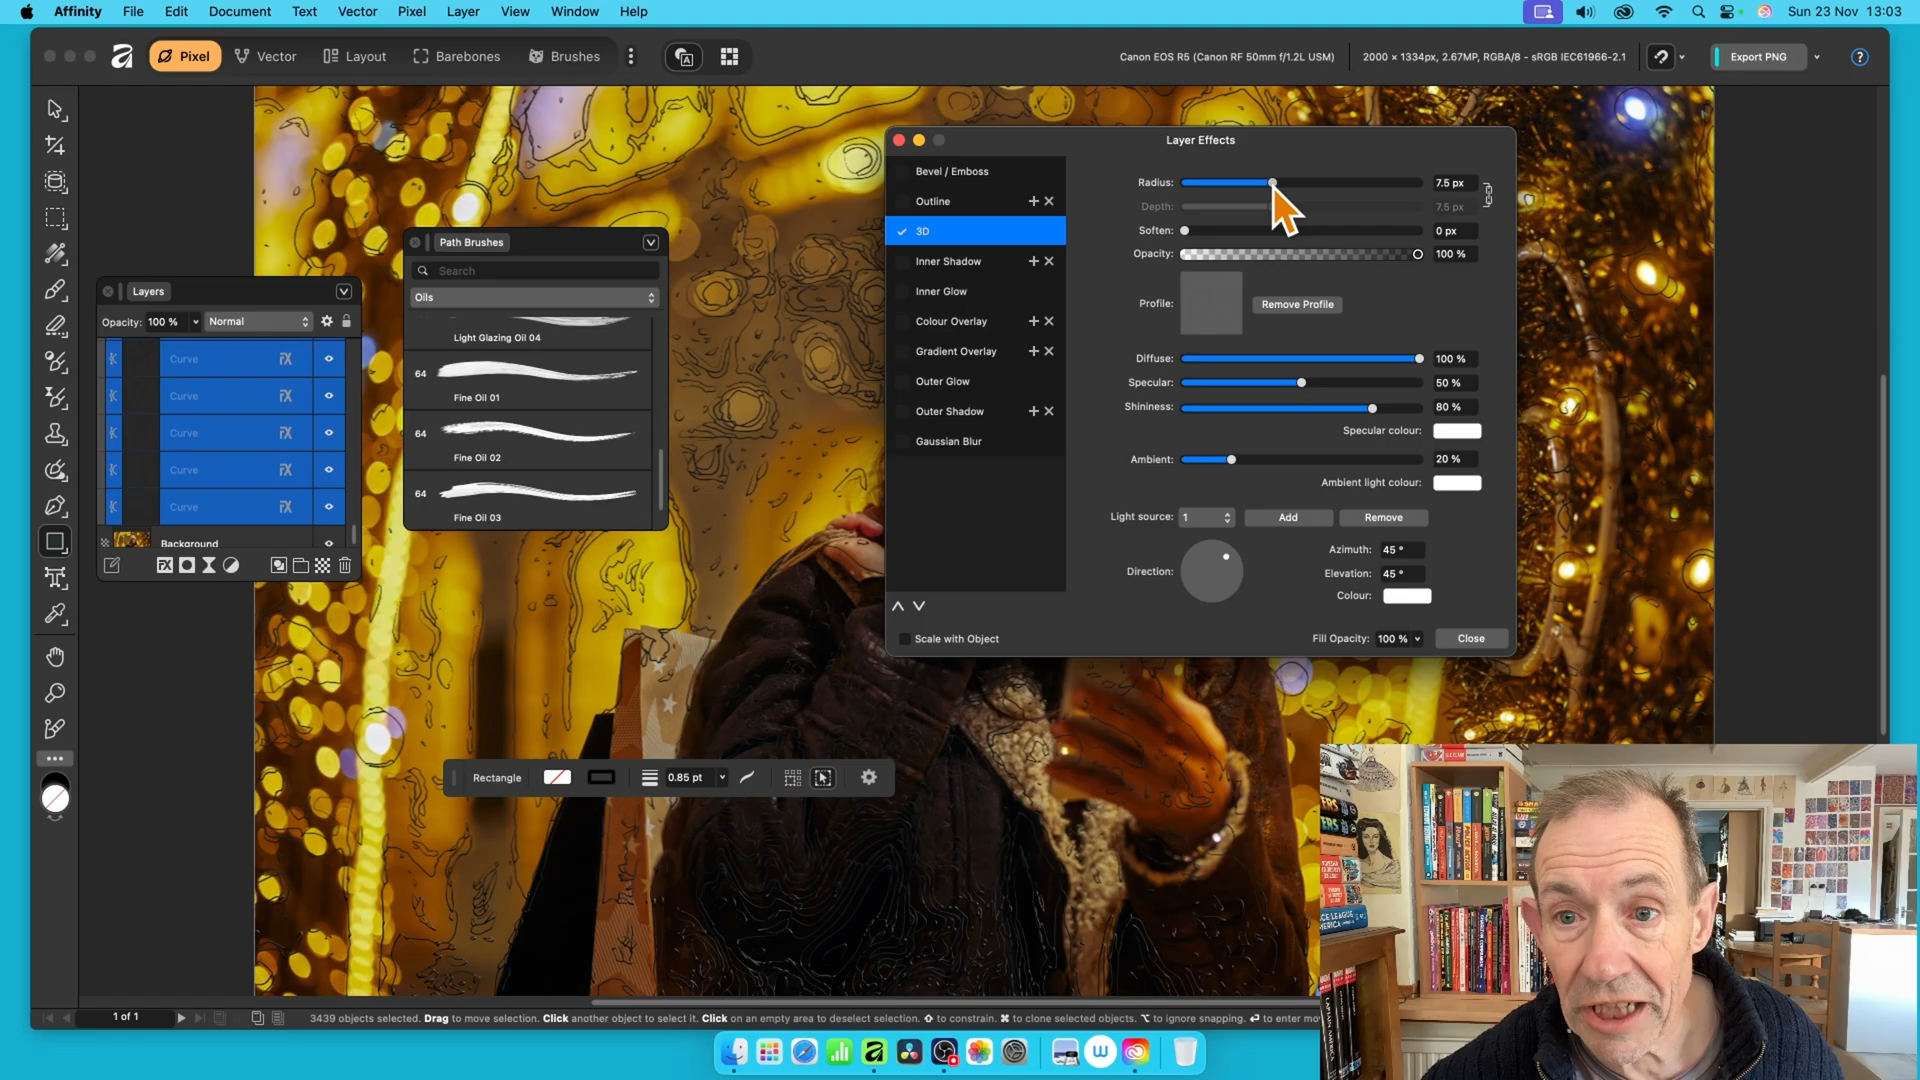 Affinity File Edit Document Text Vector Pixel Layer View Window Help
Sun 23 Nov 13:03
Pixel Vector Layout Barebones Brushes
Canon EOS R5 (Canon RF 50mm f/1.2L USM)
2000 × 1334px, 2.67MP, RGBA/8 - sRGB IEC61966-2.1
Export PNG
?
Layers
Opacity: 100 % Normal
Curve FX
Curve FX
Curve FX
Curve FX
Curve FX
Background
Path Brushes
Search
Oils
Light Glazing Oil 04
64
Fine Oil 01
64
Fine Oil 02
64
Fine Oil 03
Layer Effects
Bevel / Emboss
Outline
3D
Inner Shadow
Inner Glow
Colour Overlay
Gradient Overlay
Outer Glow
Outer Shadow
Gaussian Blur
Scale with Object
Radius: 7.5 px
Depth: 7.5 px
Soften: 0 px
Opacity: 100 %
Profile: Remove Profile
Diffuse: 100 %
Specular: 50 %
Shininess: 80 %
Specular colour:
Ambient: 20 %
Ambient light colour:
Light source: 1 Add Remove
Direction:
Azimuth: 45 °
Elevation: 45 °
Colour:
Fill Opacity: 100 % Close
Rectangle 0.85 pt
1 of 1
3439 objects selected. Drag to move selection. Click another object to select it. Click on an empty area to deselect selection. ⇧ to constrain. ⌘ to clone selected objects. ⌥ to ignore snapping. ⏎ to enter mo